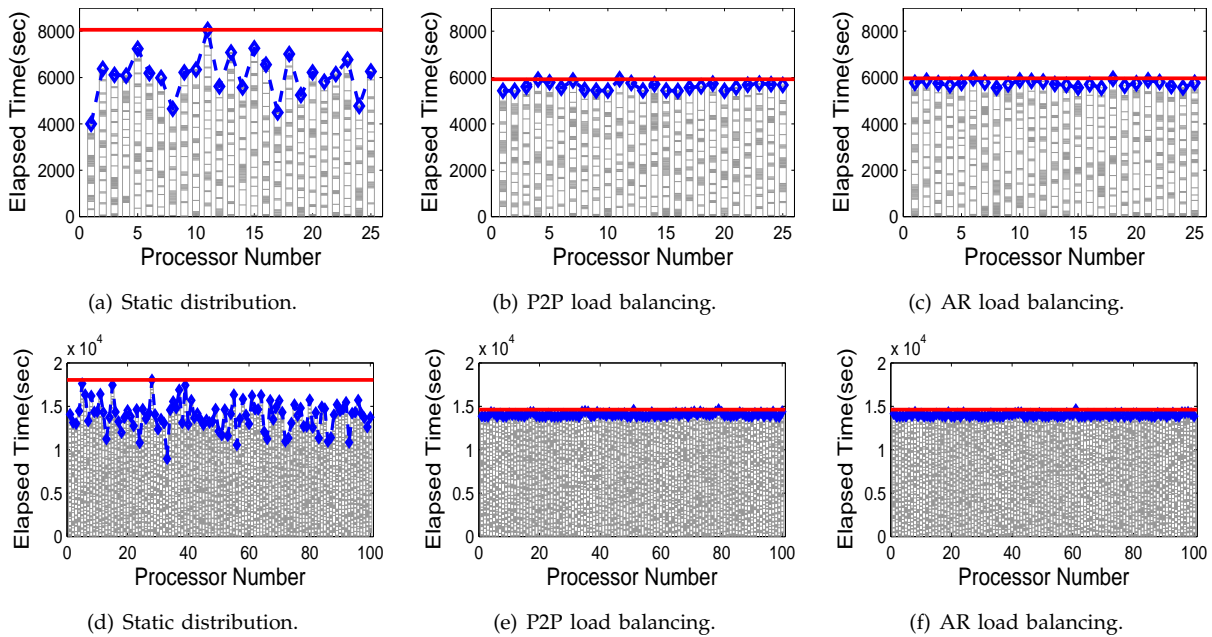 8000
6000
4000
2000
0
Elapsed Time(sec)
0 5 10 15 20 25
Processor Number
(a) Static distribution.
8000
6000
4000
2000
0
Elapsed Time(sec)
0 5 10 15 20 25
Processor Number
(b) P2P load balancing.
8000
6000
4000
2000
0
Elapsed Time(sec)
0 5 10 15 20 25
Processor Number
(c) AR load balancing.
x 10^4
2
1.5
1
0.5
0
Elapsed Time(sec)
0 20 40 60 80 100
Processor Number
(d) Static distribution.
x 10^4
2
1.5
1
0.5
0
Elapsed Time(sec)
0 20 40 60 80 100
Processor Number
(e) P2P load balancing.
x 10^4
2
1.5
1
0.5
0
Elapsed Time(sec)
0 20 40 60 80 100
Processor Number
(f) AR load balancing.